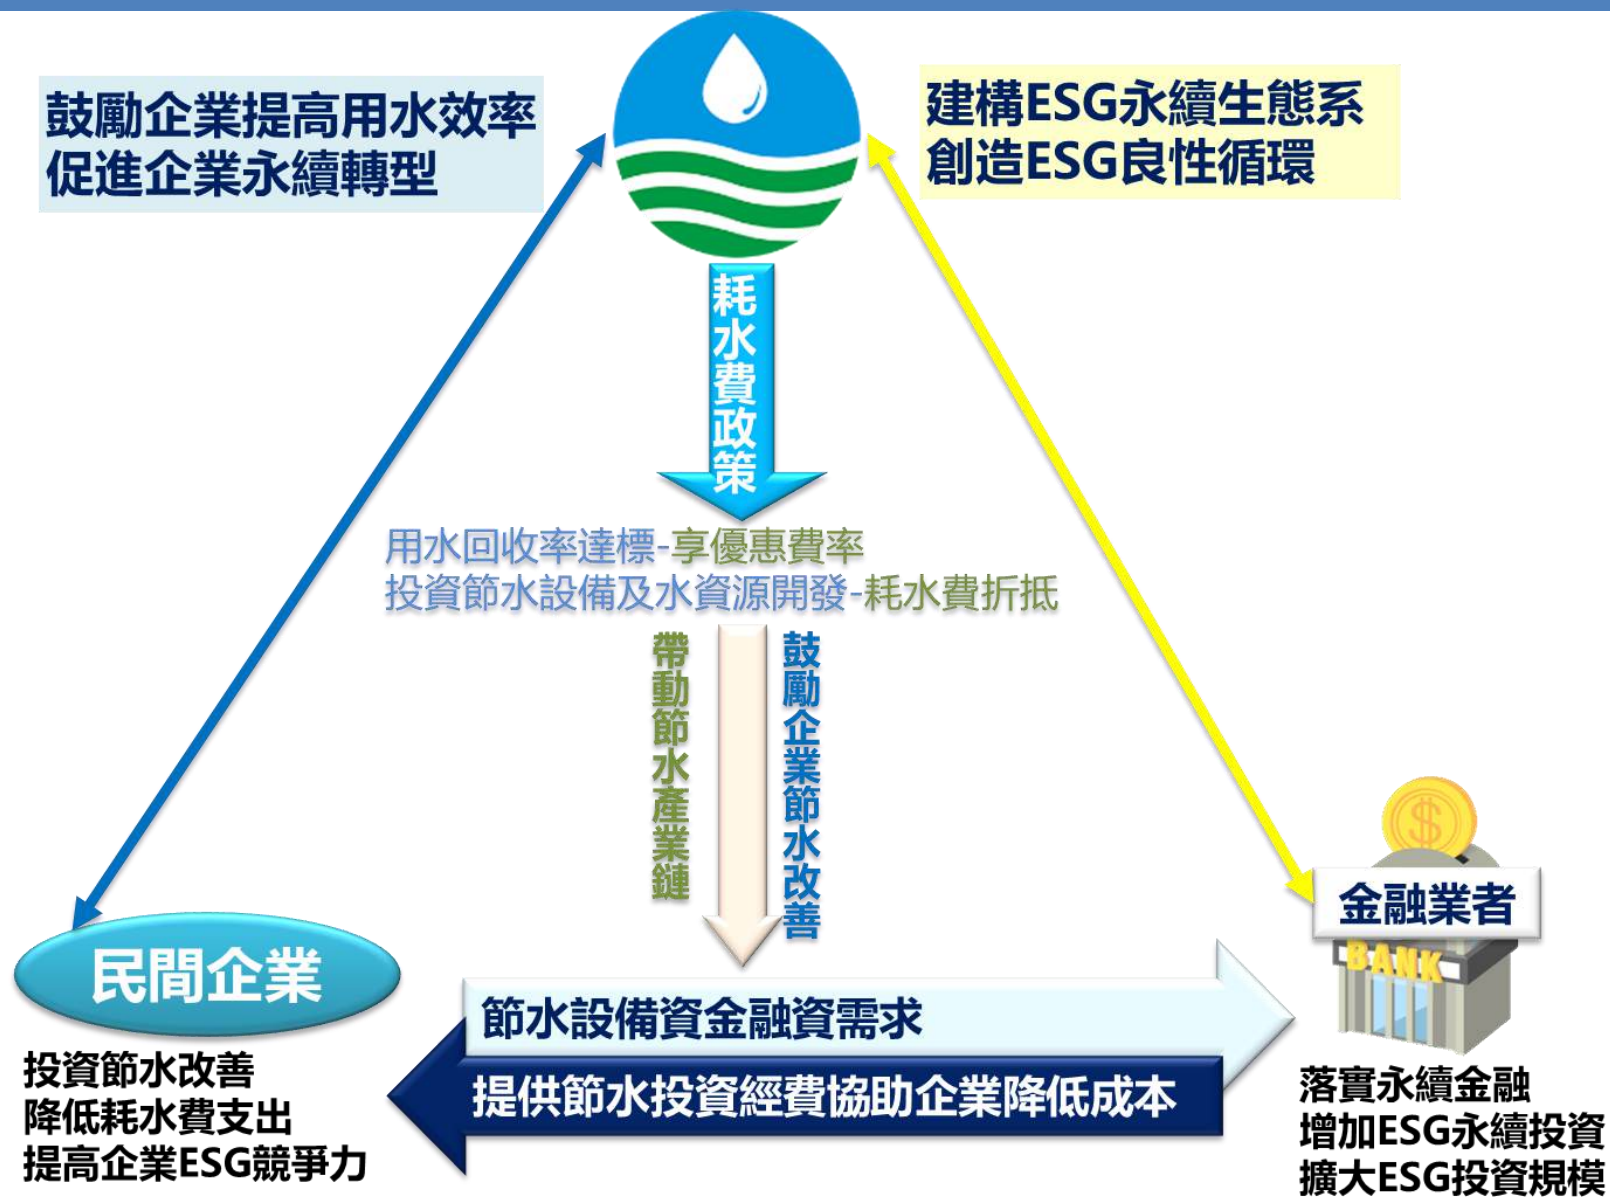 鼓勵企業提高用水效率
促進企業永續轉型
建構ESG永續生態系
創造ESG良性循環
耗水費政策
用水回收率達標-享優惠費率
投資節水設備及水資源開發-耗水費折抵
帶動節水產業鏈
鼓勵企業節水改善
民間企業
投資節水改善
降低耗水費支出
提高企業ESG競爭力
節水設備資金融資需求
提供節水投資經費協助企業降低成本
金融業者
BANK
落實永續金融
增加ESG永續投資
擴大ESG投資規模